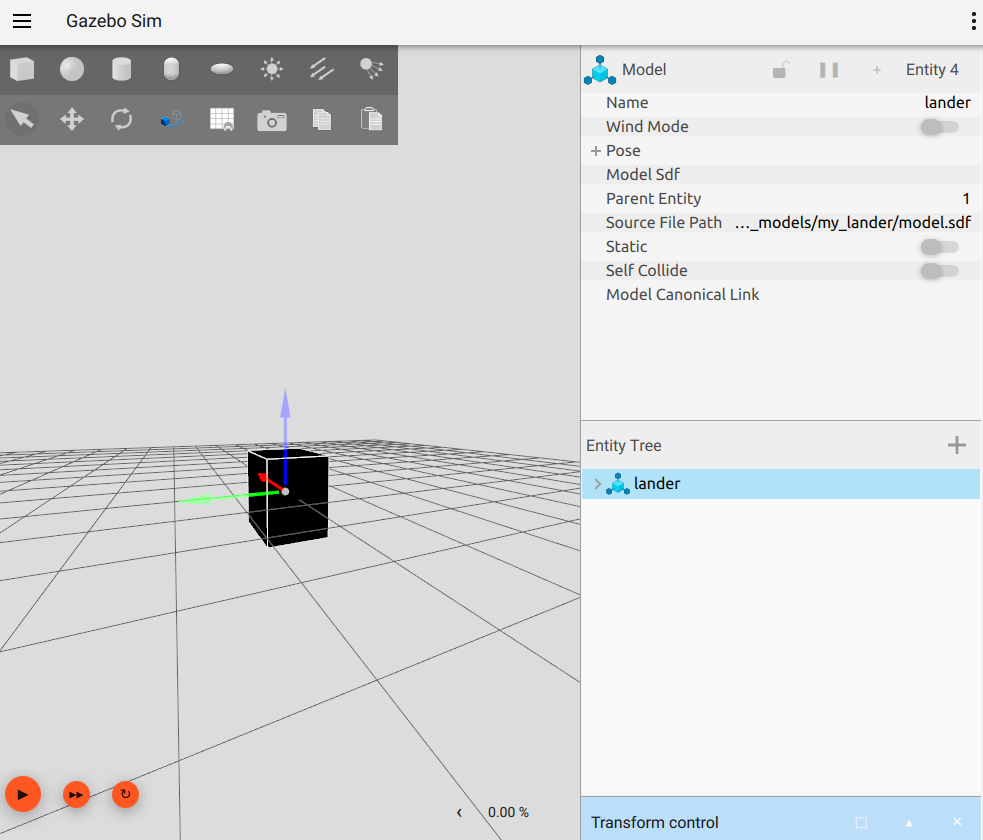 Gazebo Sim
Model
Entity 4
Name lander
Wind Mode
Pose
Model Sdf
Parent Entity 1
Source File Path …_models/my_lander/model.sdf
Static
Self Collide
Model Canonical Link
Entity Tree
lander
0.00 %
Transform control